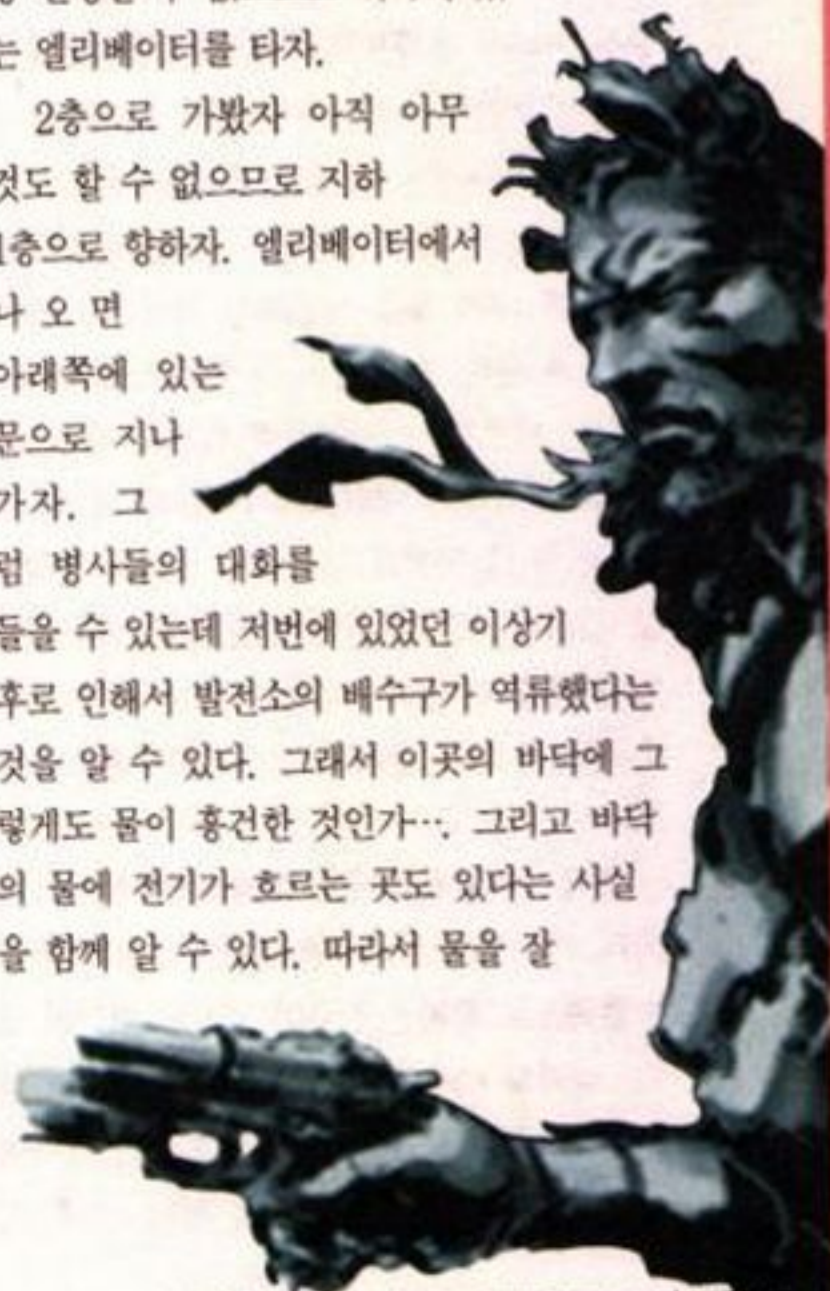 는 엘리베이터를 타자.
2층으로 가봤자 아직 아무
것도 할 수 없으므로 지하
1층으로 향하자. 엘리베이터에서
나 오 면
아래쪽에 있는
문으로 지나
가자. 그
럼 병사들의 대화를
들을 수 있는데 저번에 있었던 이상기
후로 인해서 발전소의 배수구가 역류했다는
것을 알 수 있다. 그래서 이곳의 바닥에 그
렇게도 물이 흥건한 것인가…. 그리고 바닥
의 물에 전기가 흐르는 곳도 있다는 사실
을 함께 알 수 있다. 따라서 물을 잘